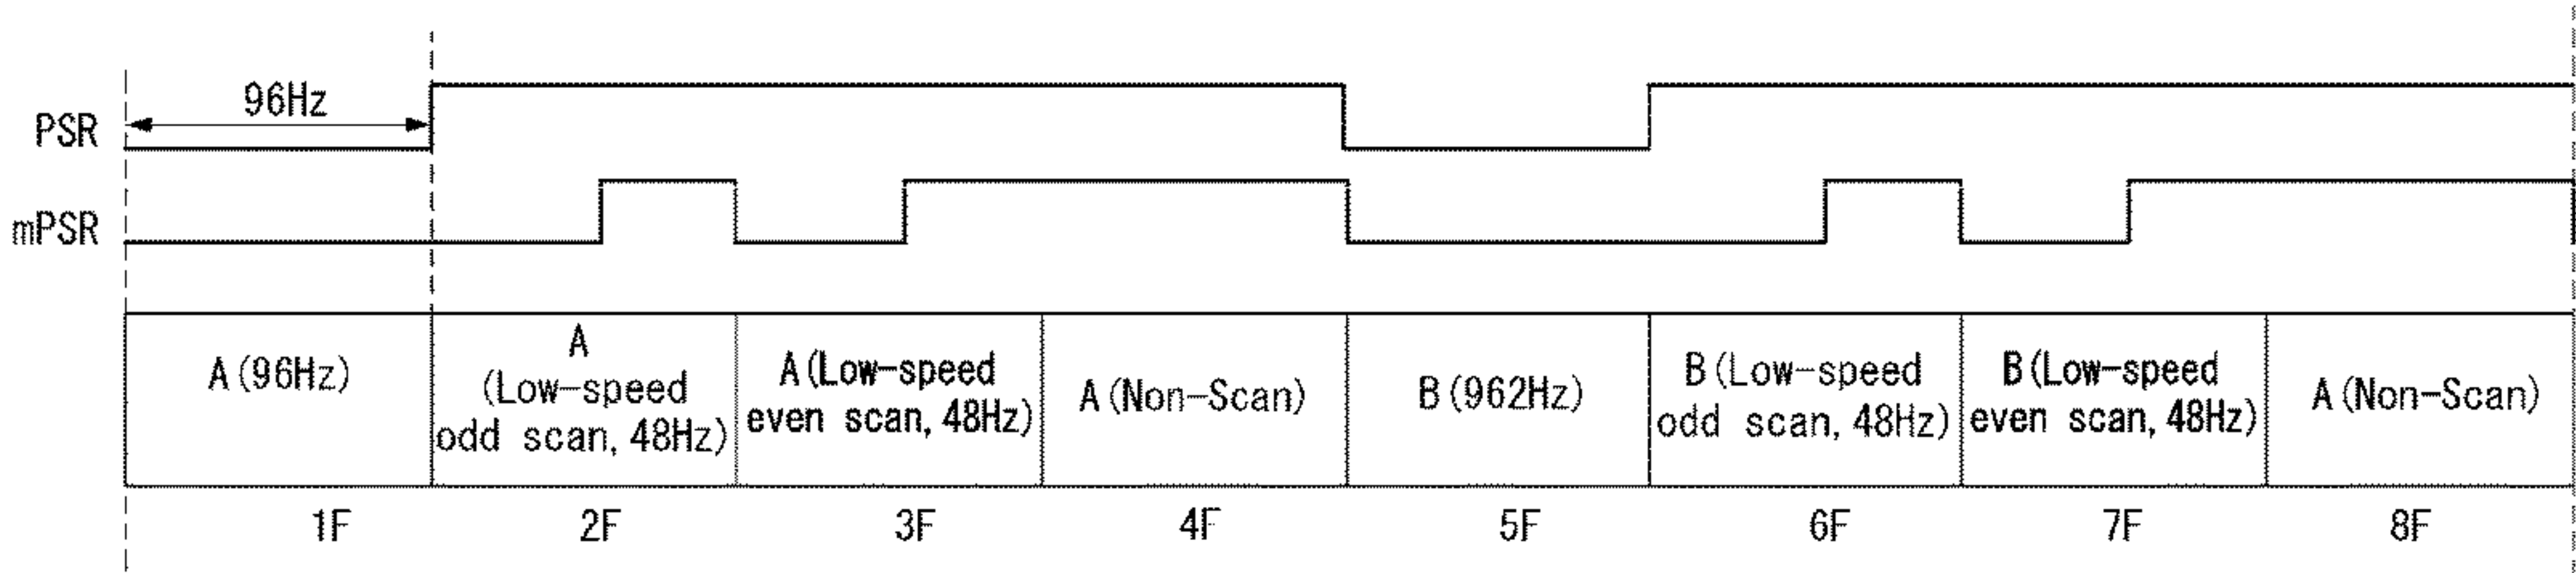 96Hz
PSR
mPSR
A(96Hz)
A
(Low-speed
odd scan, 48Hz)
A(Low-speed
even scan, 48Hz)
A(Non-Scan)
B(962Hz)
B(Low-speed
odd scan, 48Hz)
B(Low-speed
even scan, 48Hz)
A(Non-Scan)
1F
2F
3F
4F
5F
6F
7F
8F